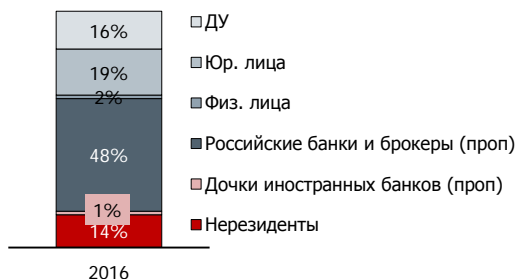 16%
19%
2%
48%
1%
14%
2016
ДУ
Юр. лица
Физ. лица
Российские банки и брокеры (проп)
Дочки иностранных банков (проп)
Нерезиденты